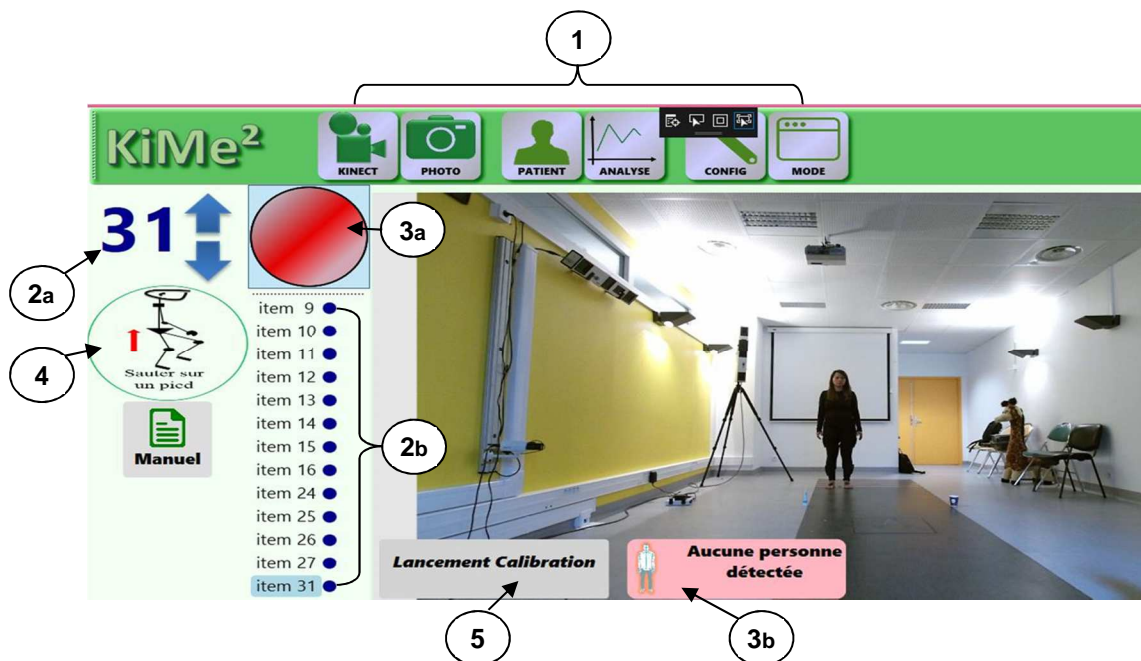 1
KiMe²
KINECT
PHOTO
PATIENT
ANALYSE
CONFIG
MODE
31
3a
2a
item 9
item 10
item 11
item 12
item 13
item 14
item 15
item 16
item 24
item 25
item 26
item 27
item 31
4
Sauter sur
un pied
Manuel
2b
Lancement Calibration
Aucune personne
détectée
5
3b